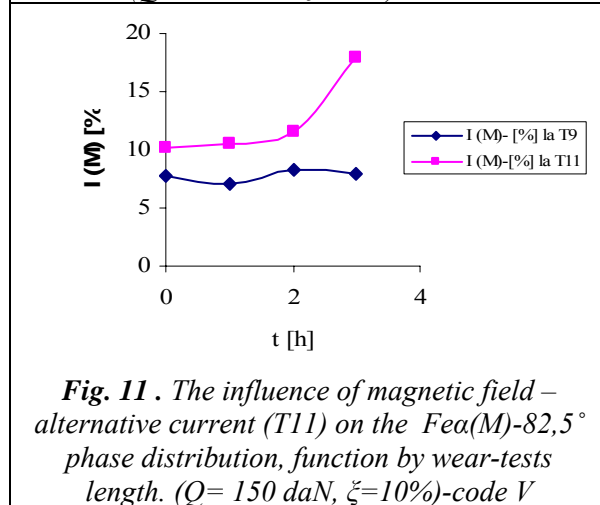 20
15
10
5
0
I (M) [%
0 2 4
t [h]
I (M)- [%] la T9
I (M)-[%] la T11
Fig. 11 . The influence of magnetic field –
alternative current (T11) on the Feα(M)-82,5˚
phase distribution, function by wear-tests
length. (Q= 150 daN, ξ=10%)-code V